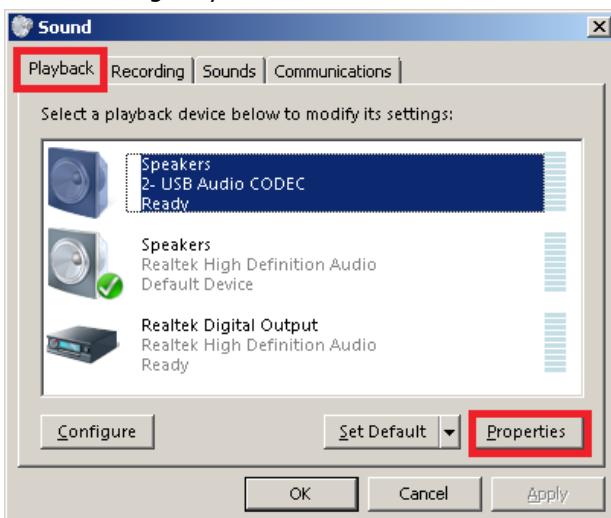 Sound
Playback Recording Sounds Communications
Select a playback device below to modify its settings:
Speakers
2- USB Audio CODEC
Ready
Speakers
Realtek High Definition Audio
Default Device
Realtek Digital Output
Realtek High Definition Audio
Ready
Configure Set Default Properties
OK Cancel Apply